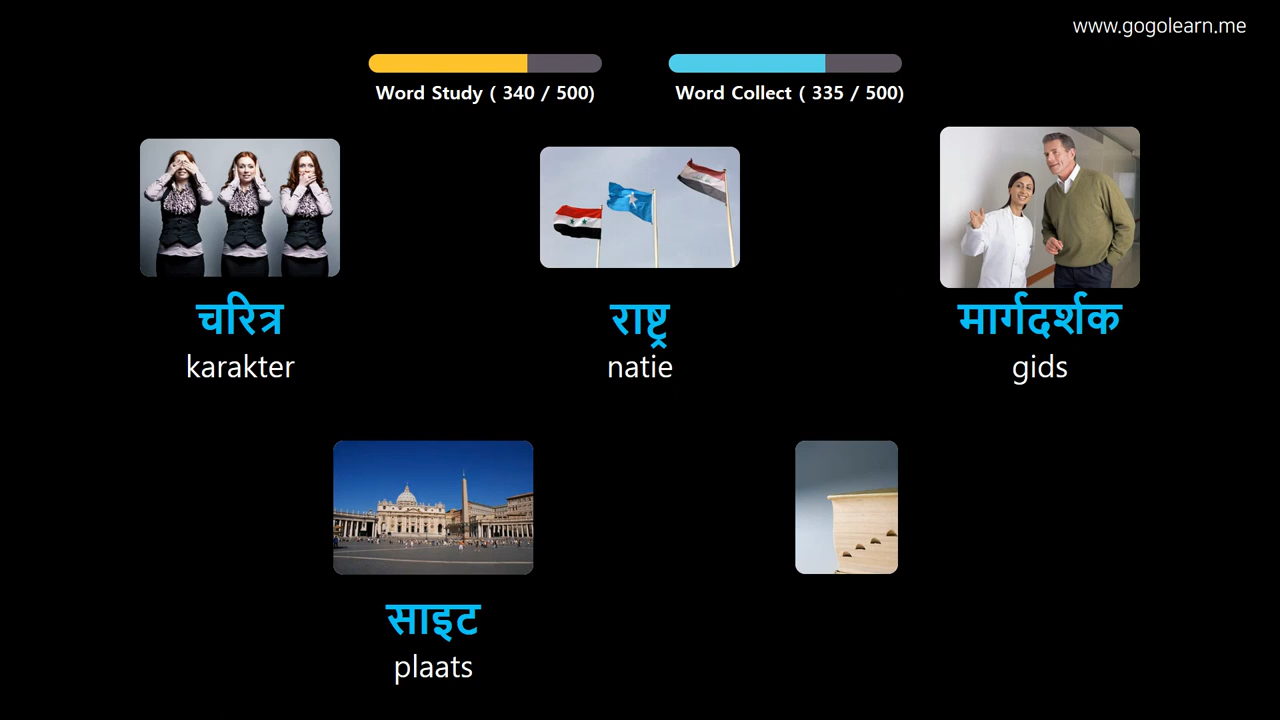 www.gogolearn.me
Word Study ( 340 / 500)
Word Collect ( 335 / 500)
चरित्र
karakter
राष्ट्र
natie
मार्गदर्शक
gids
साइट
plaats